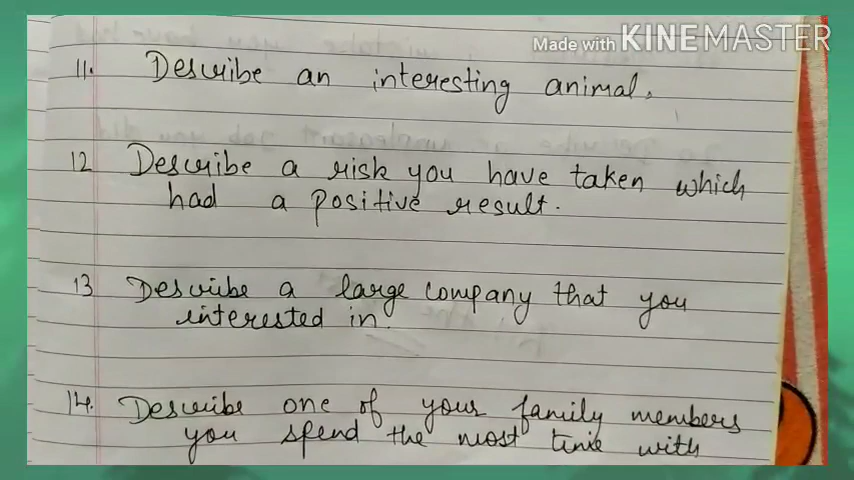 Made with KINEMASTER
11. Describe an interesting animal.
12 Describe a risk you have taken which
had a positive result.
13 Describe a large company that you
interested in.
14. Describe one of your family members
you spend the most time with